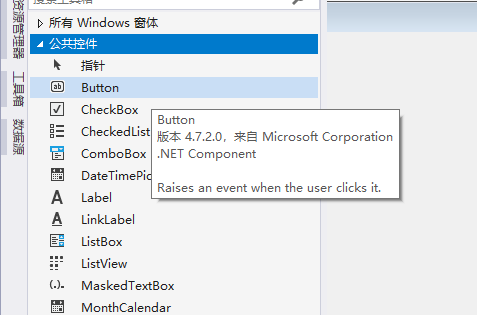 搜索工具箱
所有 Windows 窗体
公共控件
指针
Button
CheckBox
CheckedList
ComboBox
DateTimePic
Label
LinkLabel
ListBox
ListView
MaskedTextBox
MonthCalendar
Button
版本 4.7.2.0，来自 Microsoft Corporation
.NET Component
Raises an event when the user clicks it.
资源管理器
工具箱
数据源